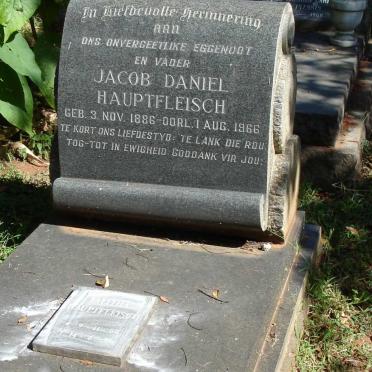 In Liefdevolle Herinnering
AAN
ONS ONVERGEETLIKE EGGENOOT
EN VADER
JACOB DANIEL
HAUPTFLEISCH
GEB. 3. NOV. 1886 - OORL. 1 AUG. 1966
TE KORT ONS LIEFDESTYD - TE LANK DIE ROU
TOG - TOT IN EWIGHEID GODDANK VIR JOU.
HAUPTFLEISCH